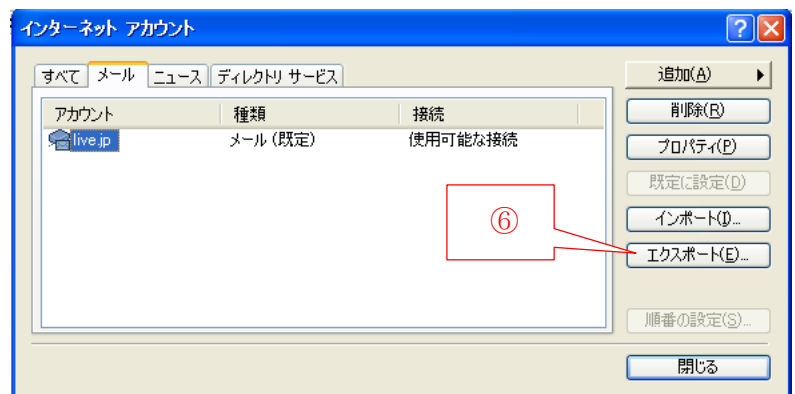 インターネット アカウント
すべて メール ニュース ディレクトリ サービス
アカウント 種類 接続
live.jp メール (既定) 使用可能な接続
⑥
追加(A)
削除(R)
プロパティ(P)
既定に設定(D)
インポート(I)...
エクスポート(E)...
順番の設定(S)...
閉じる